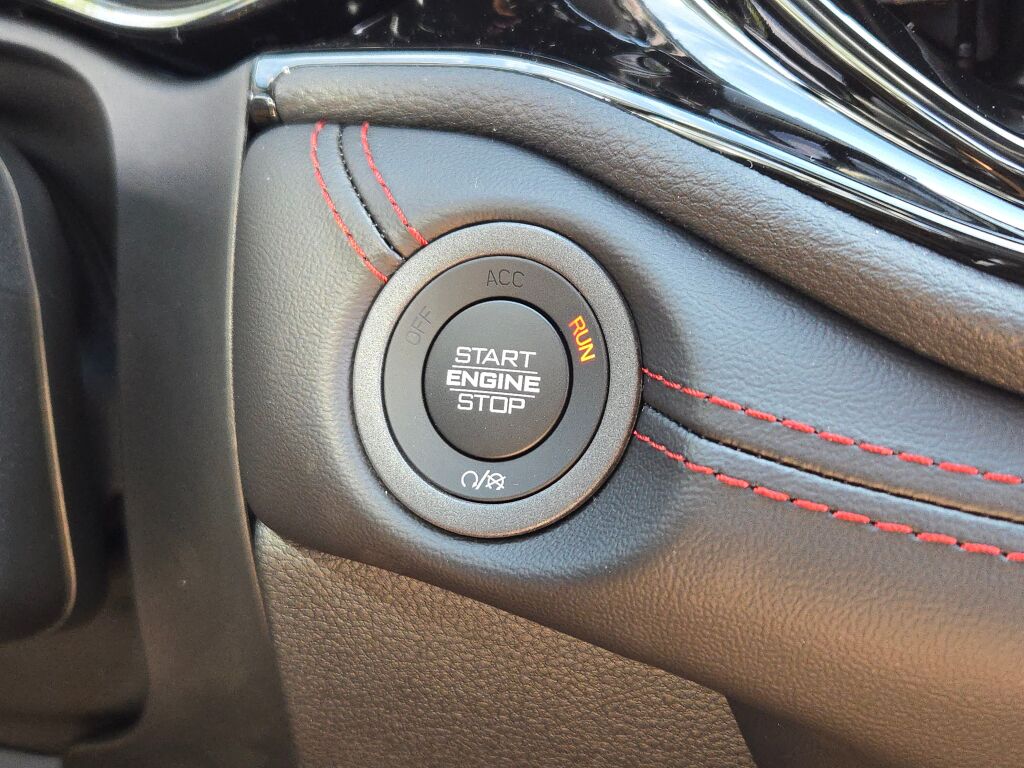 ACC
OFF
RUN
START
ENGINE
STOP